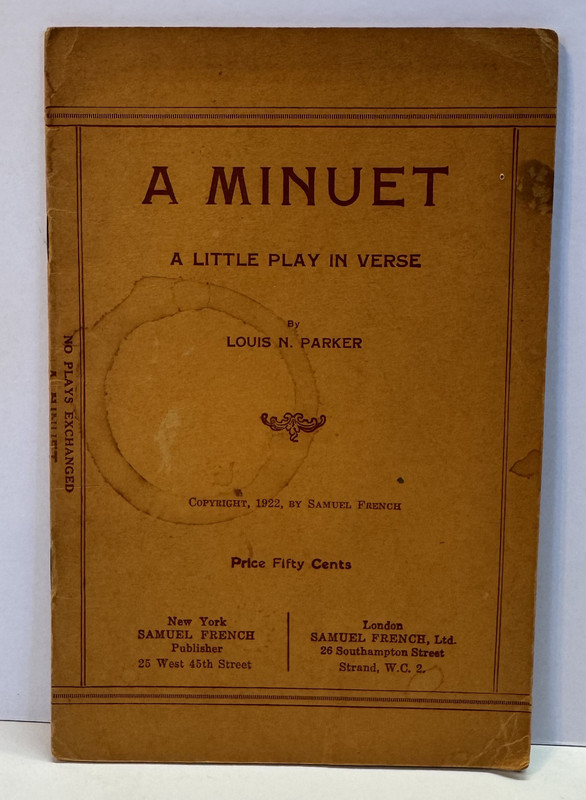 A MINUET
A LITTLE PLAY IN VERSE
By
LOUIS N. PARKER
COPYRIGHT, 1922, BY SAMUEL FRENCH
Price Fifty Cents
New York
SAMUEL FRENCH
Publisher
25 West 45th Street
London
SAMUEL FRENCH, Ltd.
26 Southampton Street
Strand, W.C. 2.
NO PLAYS EXCHANGED
A MINUET